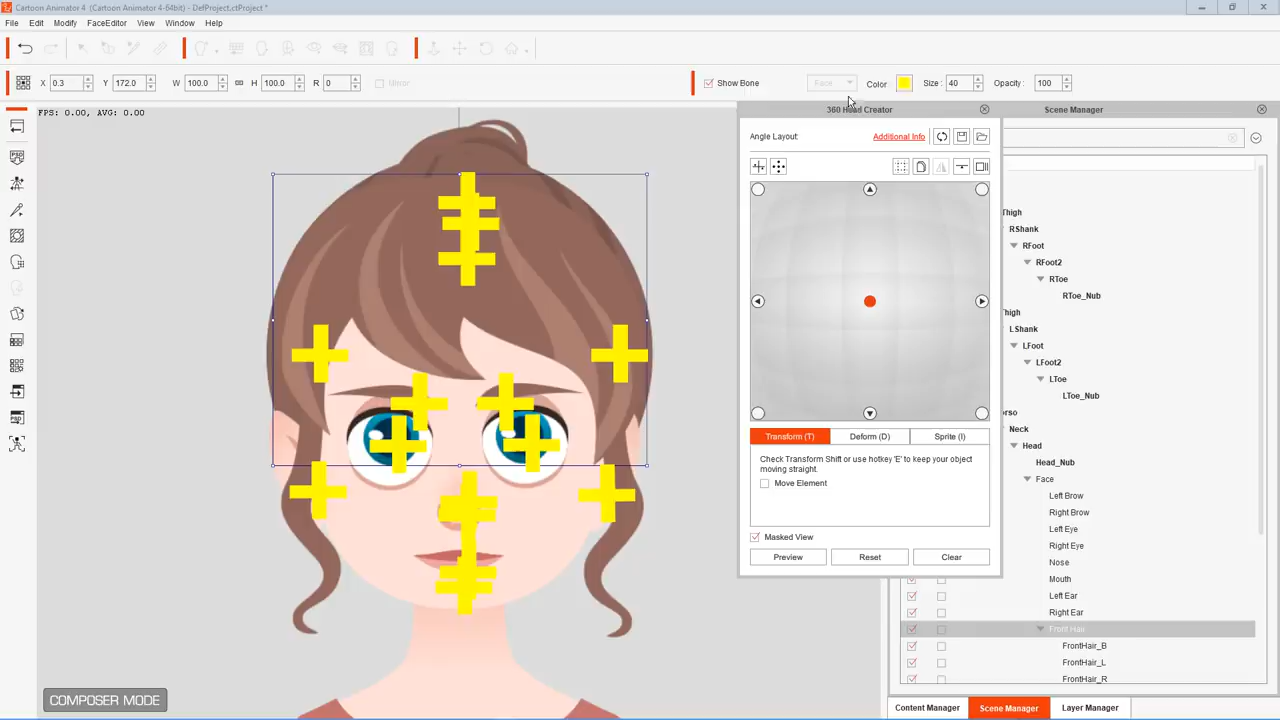 Cartoon Animator 4 (Cartoon Animator 4-64bit) - DefProject.ctProject *
File Edit Modify FaceEditor View Window Help
X 0.3 Y 172.0 W 100.0 H 100.0 R 0 Mirror Show Bone Face Color Size : 40 Opacity : 100
FPS: 0.00, AVG: 0.00
360 Head Creator
Scene Manager
Angle Layout: Additional Info
Transform (T) Deform (D) Sprite (I)
Check Transform Shift or use hotkey 'E' to keep your object
moving straight.
Move Element
Masked View
Preview Reset Clear
Thigh
RShank
RFoot
RFoot2
RToe
RToe_Nub
Thigh
LShank
LFoot
LFoot2
LToe
LToe_Nub
orso
Neck
Head
Head_Nub
Face
Left Brow
Right Brow
Left Eye
Right Eye
Nose
Mouth
Left Ear
Right Ear
Front Hair
FrontHair_B
FrontHair_L
FrontHair_R
COMPOSER MODE
Content Manager Scene Manager Layer Manager